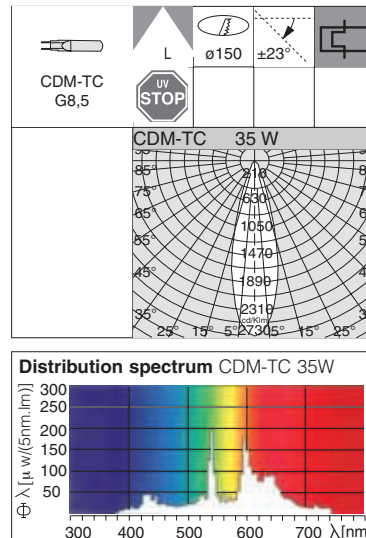 L
ø150
±23°
CDM-TC
G8,5
UV
STOP
CDM-TC 35 W
85°
75°
65°
55°
45°
35°
25° 15° 5°
5° 15° 25°
210
630
1050
1470
1890
2310
cd/Klm
2730
Distribution spectrum CDM-TC 35W
λ [µ w/(5nm.lm)]
300
250
200
150
100
50
300 400 500 600 700 λ[nm